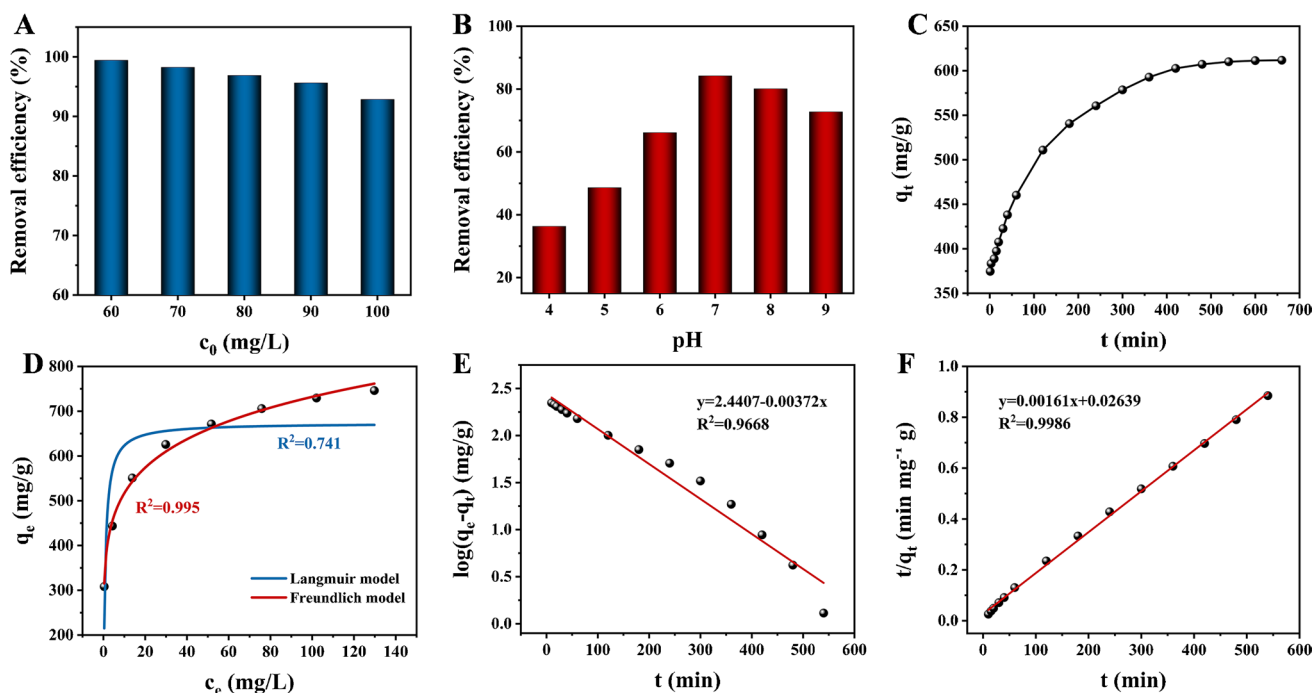 A
Removal efficiency (%)
100
90
80
70
60
60 70 80 90 100
c₀ (mg/L)
B
Removal efficiency (%)
100
80
60
40
20
4 5 6 7 8 9
pH
C
qₜ (mg/g)
650
600
550
500
450
400
350
0 100 200 300 400 500 600 700
t (min)
D
qₑ (mg/g)
800
700
600
500
400
300
200
R²=0.741
R²=0.995
Langmuir model
Freundlich model
0 20 40 60 80 100 120 140
cₑ (mg/L)
E
log(qₑ-qₜ) (mg/g)
2.5
2.0
1.5
1.0
0.5
0.0
y=2.4407-0.00372x
R²=0.9668
0 100 200 300 400 500 600
t (min)
F
t/qₜ (min mg⁻¹ g)
1.0
0.8
0.6
0.4
0.2
0.0
y=0.00161x+0.02639
R²=0.9986
0 100 200 300 400 500 600
t (min)